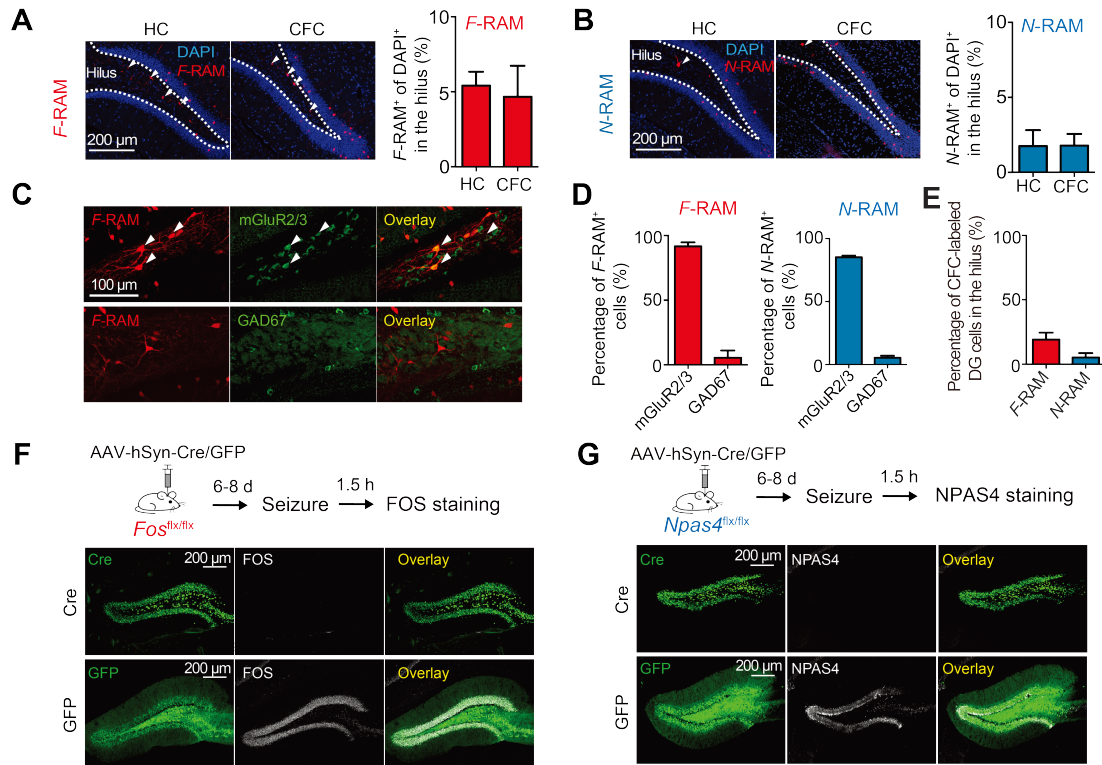 A
HC
CFC
F-RAM
DAPI
Hilus
F-RAM
200 µm
F-RAM
F-RAM⁺ of DAPI⁺
in the hilus (%)
10
5
0
HC
CFC
B
HC
CFC
N-RAM
DAPI
N-RAM
Hilus
200 µm
N-RAM
N-RAM⁺ of DAPI⁺
in the hilus (%)
10
5
0
HC
CFC
C
F-RAM
mGluR2/3
Overlay
100 µm
F-RAM
GAD67
Overlay
D
F-RAM
Percentage of F-RAM⁺
cells (%)
100
50
0
mGluR2/3
GAD67
N-RAM
Percentage of N-RAM⁺
cells (%)
100
50
0
mGluR2/3
GAD67
E
Percentage of CFC-labeled
DG cells in the hilus (%)
100
50
0
F-RAM
N-RAM
F
AAV-hSyn-Cre/GFP
6-8 d
1.5 h
Seizure
FOS staining
Fosflx/flx
Cre
Cre
200 µm
FOS
Overlay
GFP
GFP
200 µm
FOS
Overlay
G
AAV-hSyn-Cre/GFP
6-8 d
1.5 h
Seizure
NPAS4 staining
Npas4flx/flx
Cre
Cre
200 µm
NPAS4
Overlay
GFP
GFP
200 µm
NPAS4
Overlay